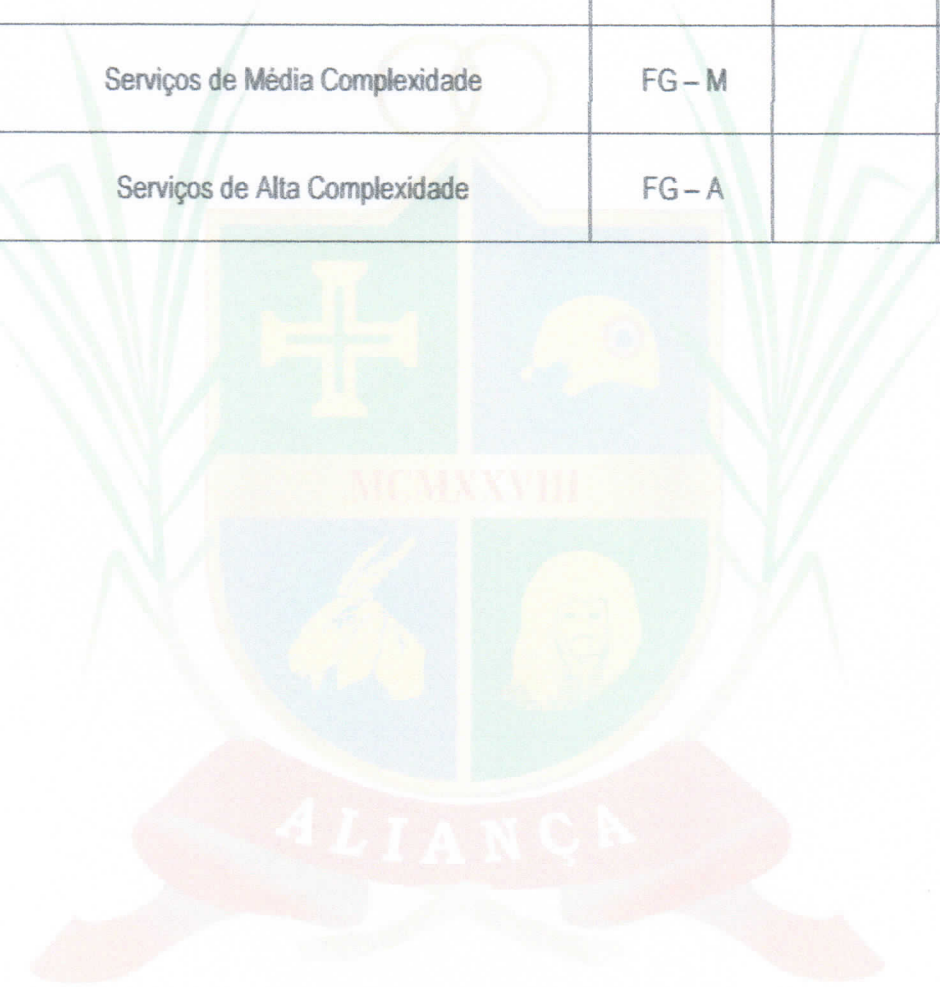 Serviços de Média Complexidade FG – M
Serviços de Alta Complexidade FG – A
MCMXXVIII
ALIANÇA